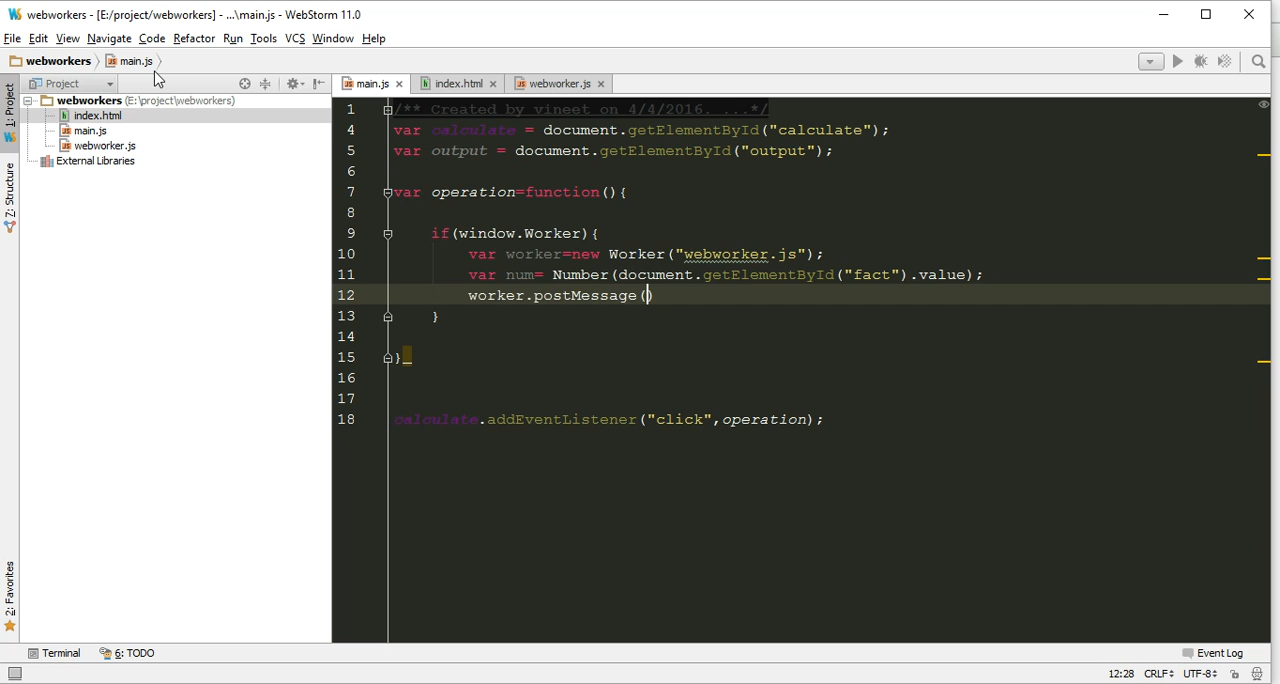 webworkers - [E:/project/webworkers] - ...\main.js - WebStorm 11.0
File Edit View Navigate Code Refactor Run Tools VCS Window Help
webworkers main.js
Project
main.js index.html webworker.js
1: Project
7: Structure
2: Favorites
webworkers (E:\project\webworkers)
index.html
main.js
webworker.js
External Libraries
1 /** Created by vineet on 4/4/2016. ...*/
4 var calculate = document.getElementById("calculate");
5 var output = document.getElementById("output");
6
7 var operation=function(){
8
9 if(window.Worker){
10 var worker=new Worker("webworker.js");
11 var num= Number(document.getElementById("fact").value);
12 worker.postMessage()
13 }
14
15 }_
16
17
18 calculate.addEventListener("click",operation);
Terminal 6: TODO Event Log
12:28 CRLF UTF-8